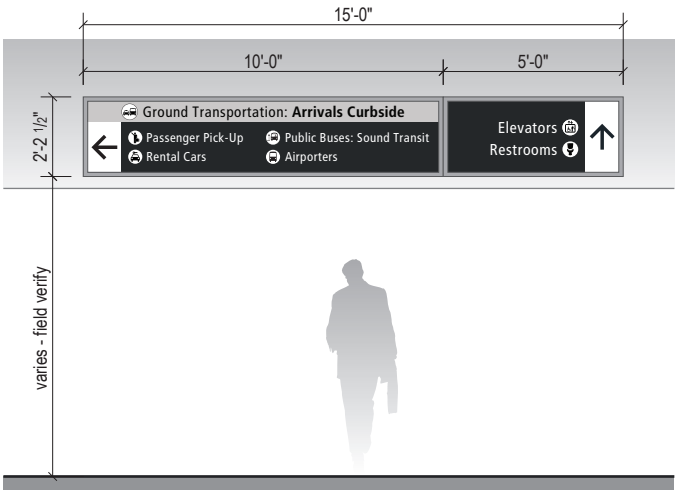 15'-0"
10'-0"
5'-0"
2'-2 1/2"
Ground Transportation: Arrivals Curbside
Passenger Pick-Up
Public Buses: Sound Transit
Rental Cars
Airporters
Elevators
Restrooms
varies - field verify